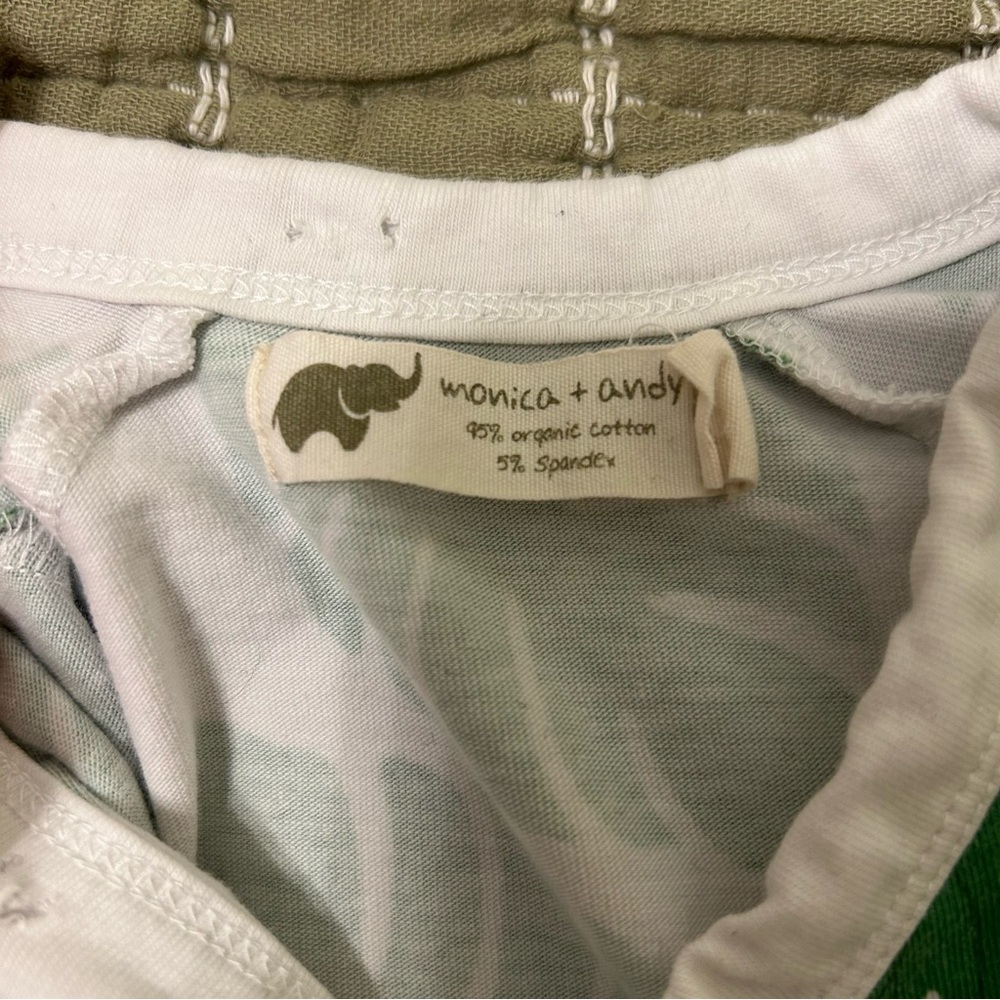 monica + andy
95% organic cotton
5% spandex